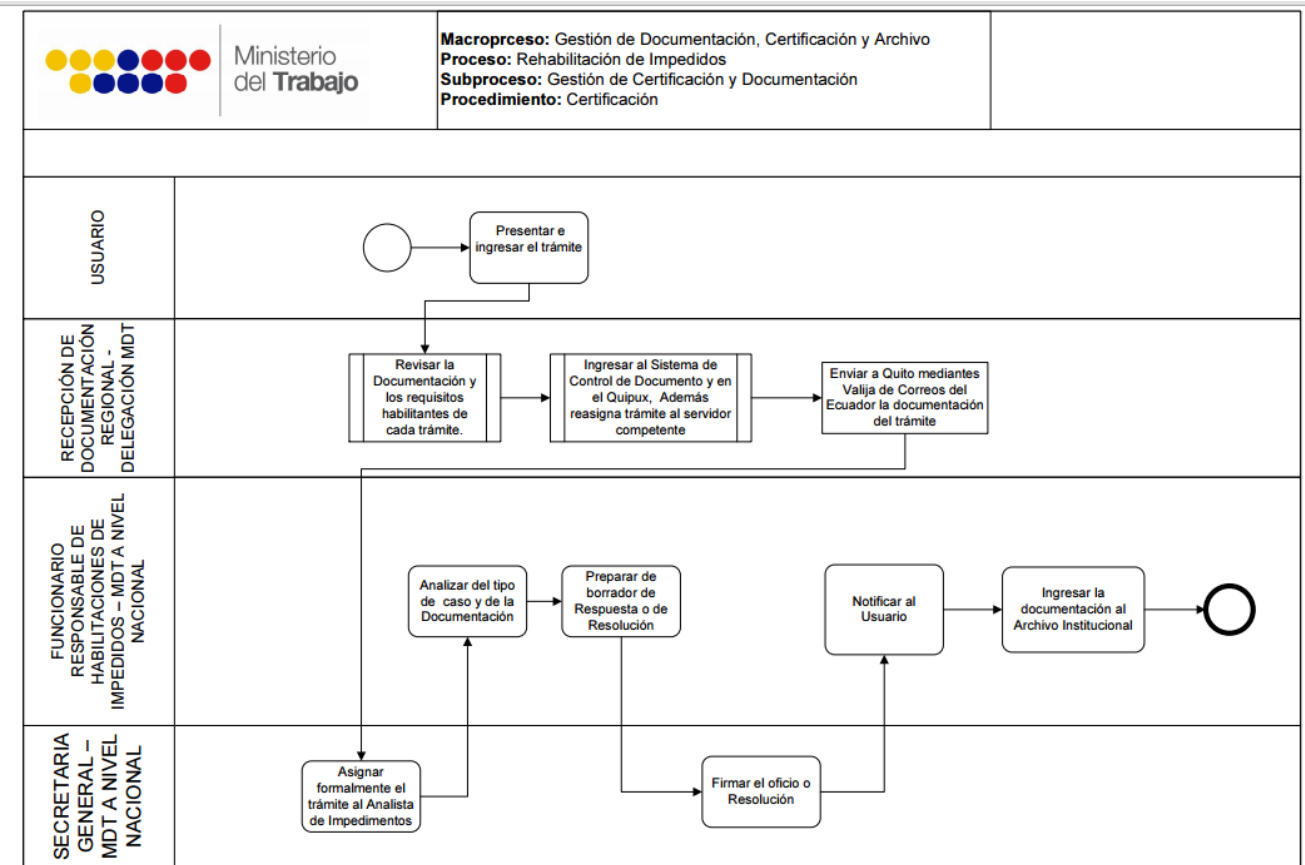 Ministerio
del Trabajo
Macroprceso: Gestión de Documentación, Certificación y Archivo
Proceso: Rehabilitación de Impedidos
Subproceso: Gestión de Certificación y Documentación
Procedimiento: Certificación
USUARIO
Presentar e
ingresar el trámite
RECEPCIÓN DE
DOCUMENTACIÓN
REGIONAL -
DELEGACIÓN MDT
Revisar la
Documentación y
los requisitos
habilitantes de
cada trámite.
Ingresar al Sistema de
Control de Documento y en
el Quipux, Además
reasigna trámite al servidor
competente
Enviar a Quito mediantes
Valija de Correos del
Ecuador la documentación
del trámite
FUNCIONARIO
RESPONSABLE DE
HABILITACIONES DE
IMPEDIDOS – MDT A NIVEL
NACIONAL
Analizar del tipo
de caso y de la
Documentación
Preparar de
borrador de
Respuesta o de
Resolución
Notificar al
Usuario
Ingresar la
documentación al
Archivo Institucional
SECRETARIA
GENERAL –
MDT A NIVEL
NACIONAL
Asignar
formalmente el
trámite al Analista
de Impedimentos
Firmar el oficio o
Resolución